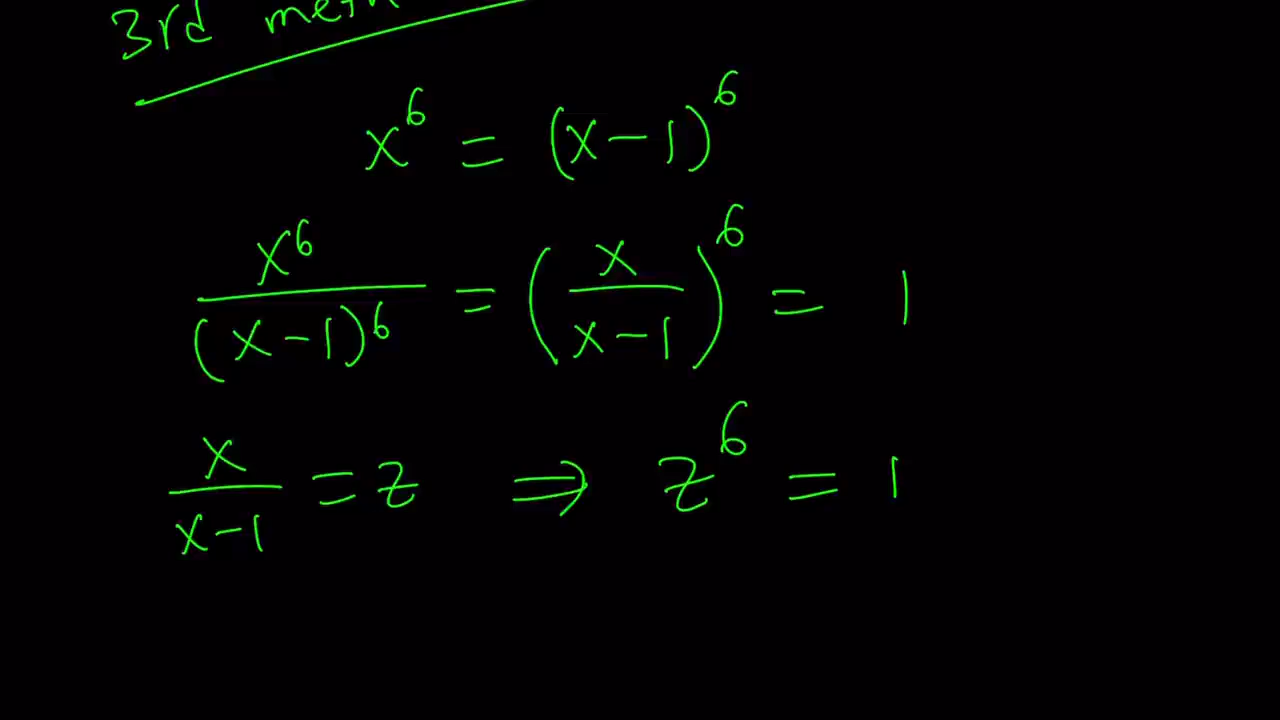 3rd
x^6 = (x-1)^6
x^6/(x-1)^6 = (x/(x-1))^6 = 1
x/(x-1) = z ⇒ z^6 = 1